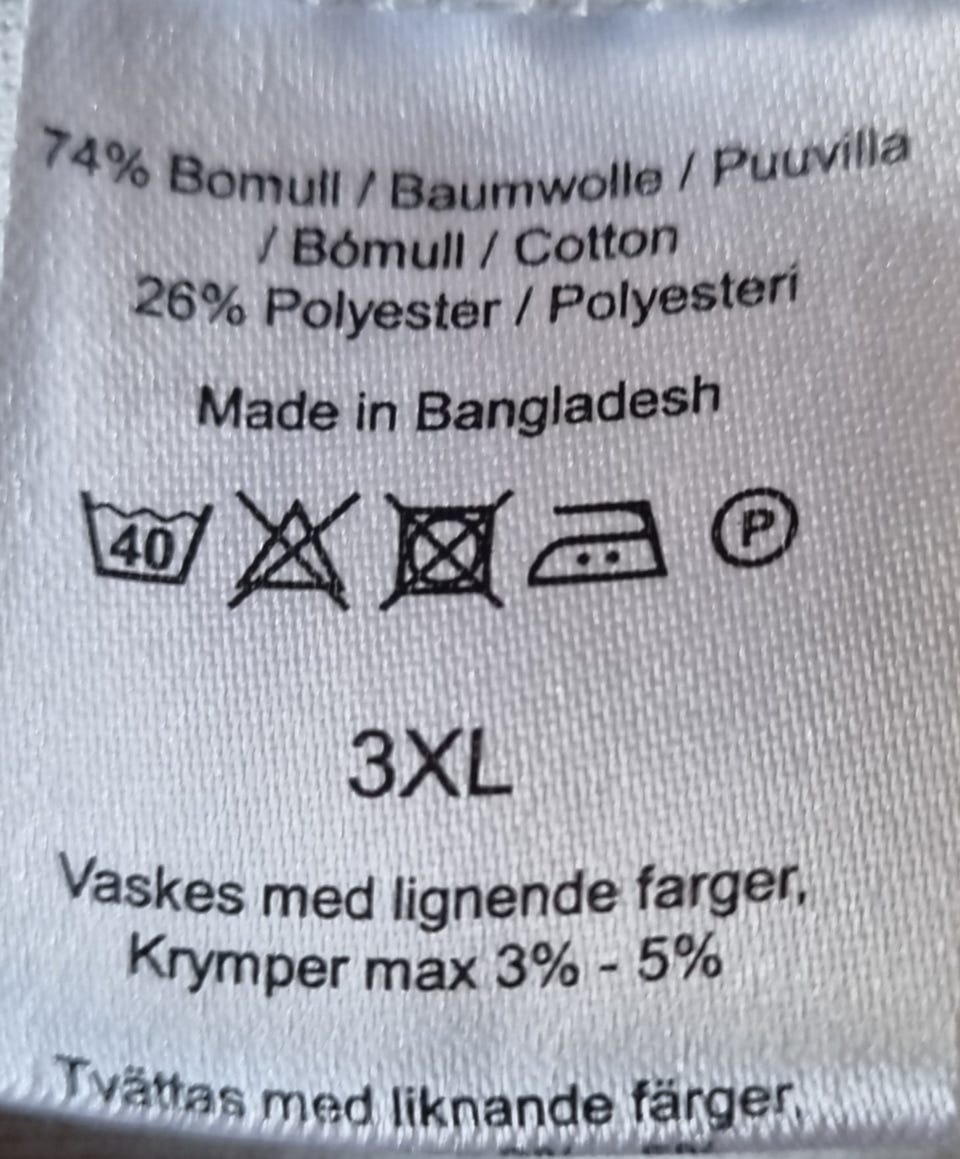 74% Bomull / Baumwolle / Puuvilla
/ Bómull / Cotton
26% Polyester / Polyesteri
Made in Bangladesh
40 P
3XL
Vaskes med lignende farger,
Krymper max 3% - 5%
Tvättas med liknande färger,